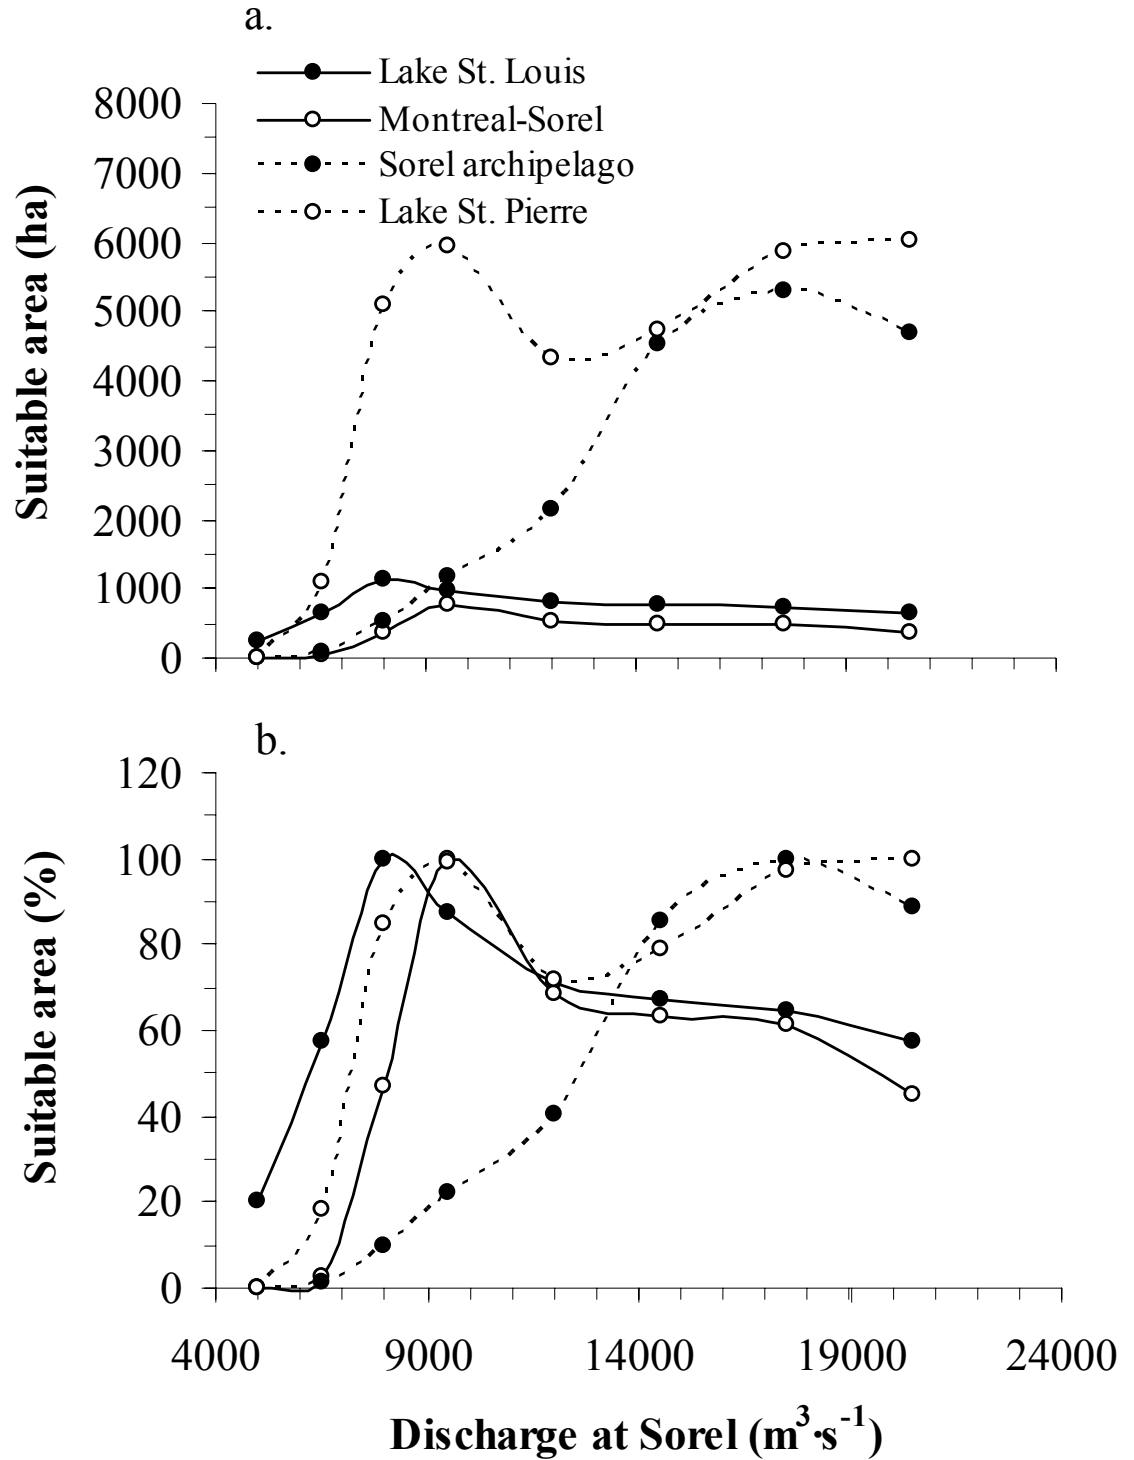 a.
Lake St. Louis
Montreal-Sorel
Sorel archipelago
Lake St. Pierre
8000
7000
6000
5000
4000
3000
2000
1000
0
Suitable area (ha)
b.
120
100
80
60
40
20
0
Suitable area (%)
4000 9000 14000 19000 24000
Discharge at Sorel (m³·s⁻¹)